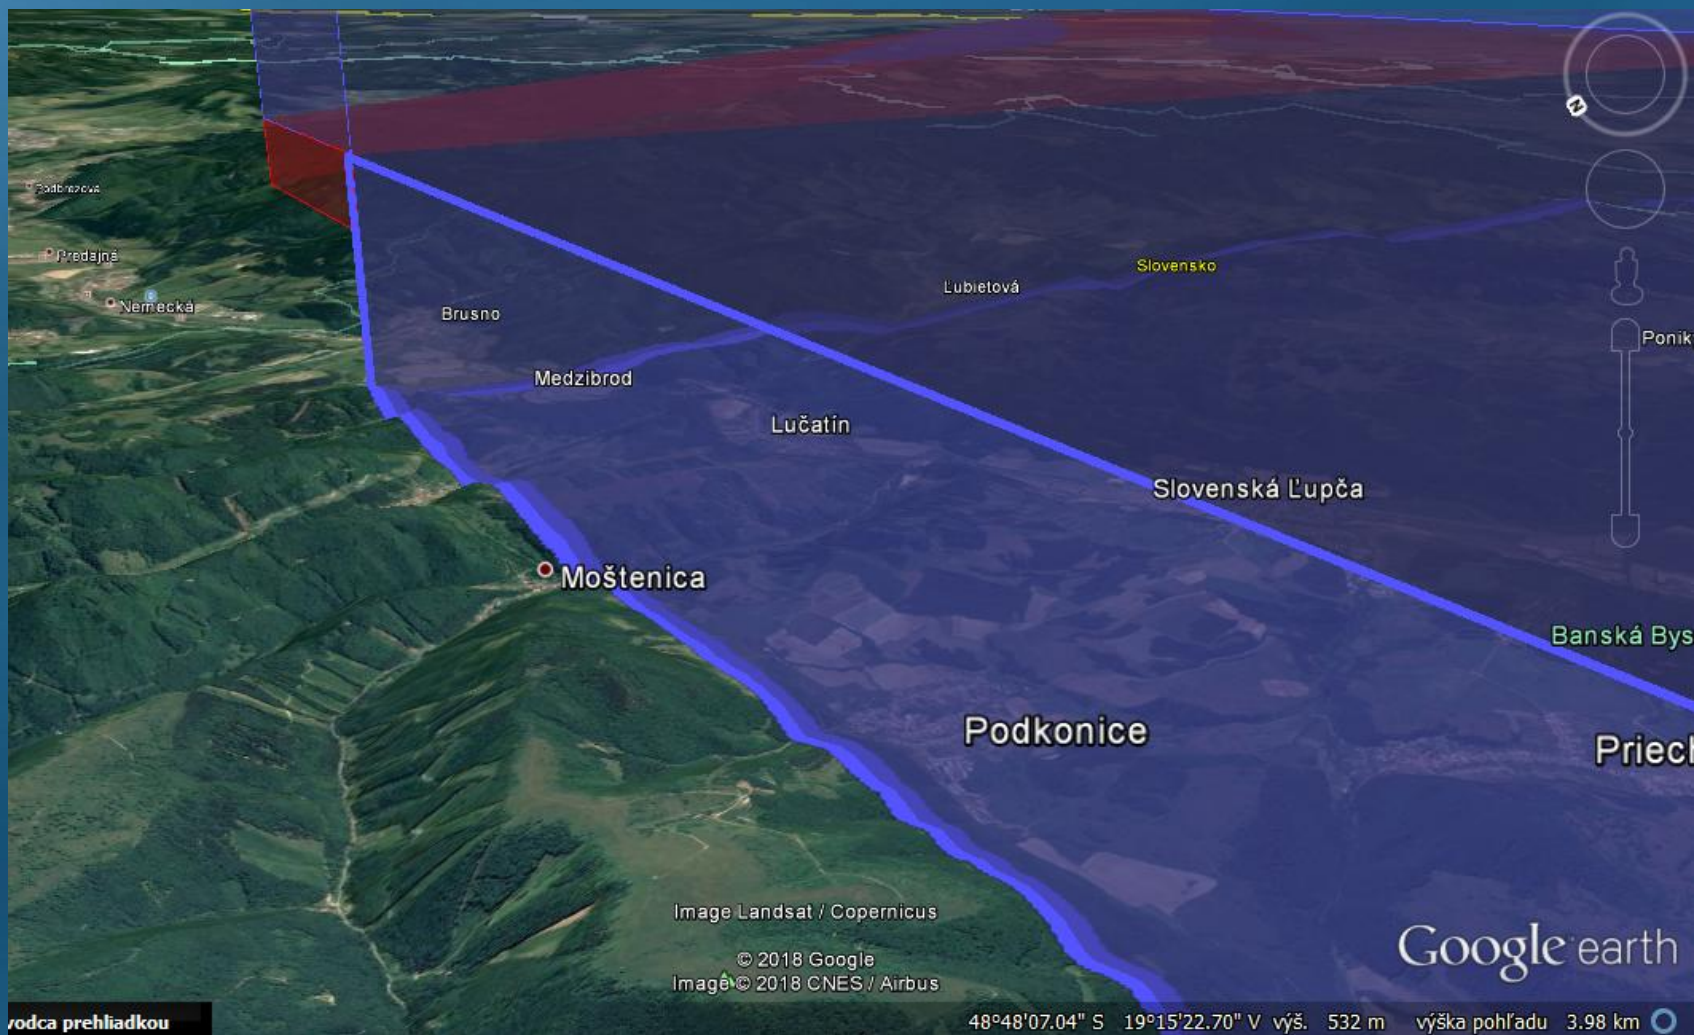 Podbrezová
Predajná
Nemecká
Brusno
Ľubietová
Slovensko
Ponik
Medzibrod
Lučatín
Slovenská Ľupča
Moštenica
Banská Bys
Podkonice
Priech
Image Landsat / Copernicus
© 2018 Google
Image © 2018 CNES / Airbus
Google earth
vodca prehliadkou
48°48'07.04" S 19°15'22.70" V výš. 532 m výška pohľadu 3.98 km
N